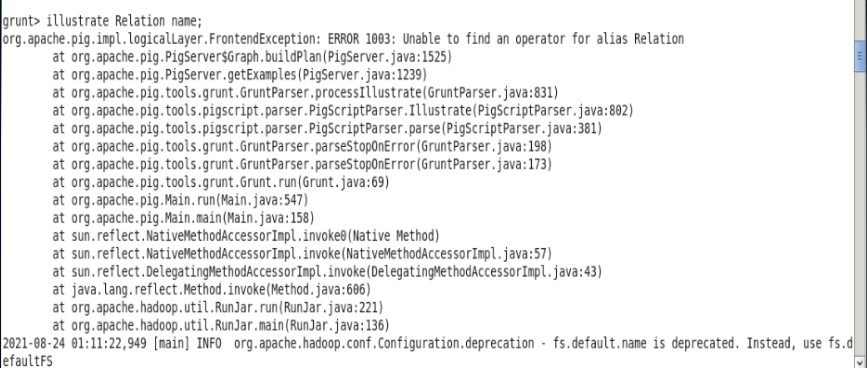 grunt> illustrate Relation name;
org.apache.pig.impl.logicalLayer.FrontendException: ERROR 1003: Unable to find an operator for alias Relation
        at org.apache.pig.PigServer$Graph.buildPlan(PigServer.java:1525)
        at org.apache.pig.PigServer.getExamples(PigServer.java:1239)
        at org.apache.pig.tools.grunt.GruntParser.processIllustrate(GruntParser.java:831)
        at org.apache.pig.tools.pigscript.parser.PigScriptParser.Illustrate(PigScriptParser.java:802)
        at org.apache.pig.tools.pigscript.parser.PigScriptParser.parse(PigScriptParser.java:381)
        at org.apache.pig.tools.grunt.GruntParser.parseStopOnError(GruntParser.java:198)
        at org.apache.pig.tools.grunt.GruntParser.parseStopOnError(GruntParser.java:173)
        at org.apache.pig.tools.grunt.Grunt.run(Grunt.java:69)
        at org.apache.pig.Main.run(Main.java:547)
        at org.apache.pig.Main.main(Main.java:158)
        at sun.reflect.NativeMethodAccessorImpl.invoke0(Native Method)
        at sun.reflect.NativeMethodAccessorImpl.invoke(NativeMethodAccessorImpl.java:57)
        at sun.reflect.DelegatingMethodAccessorImpl.invoke(DelegatingMethodAccessorImpl.java:43)
        at java.lang.reflect.Method.invoke(Method.java:606)
        at org.apache.hadoop.util.RunJar.run(RunJar.java:221)
        at org.apache.hadoop.util.RunJar.main(RunJar.java:136)
2021-08-24 01:11:22,949 [main] INFO  org.apache.hadoop.conf.Configuration.deprecation - fs.default.name is deprecated. Instead, use fs.d
efaultFS